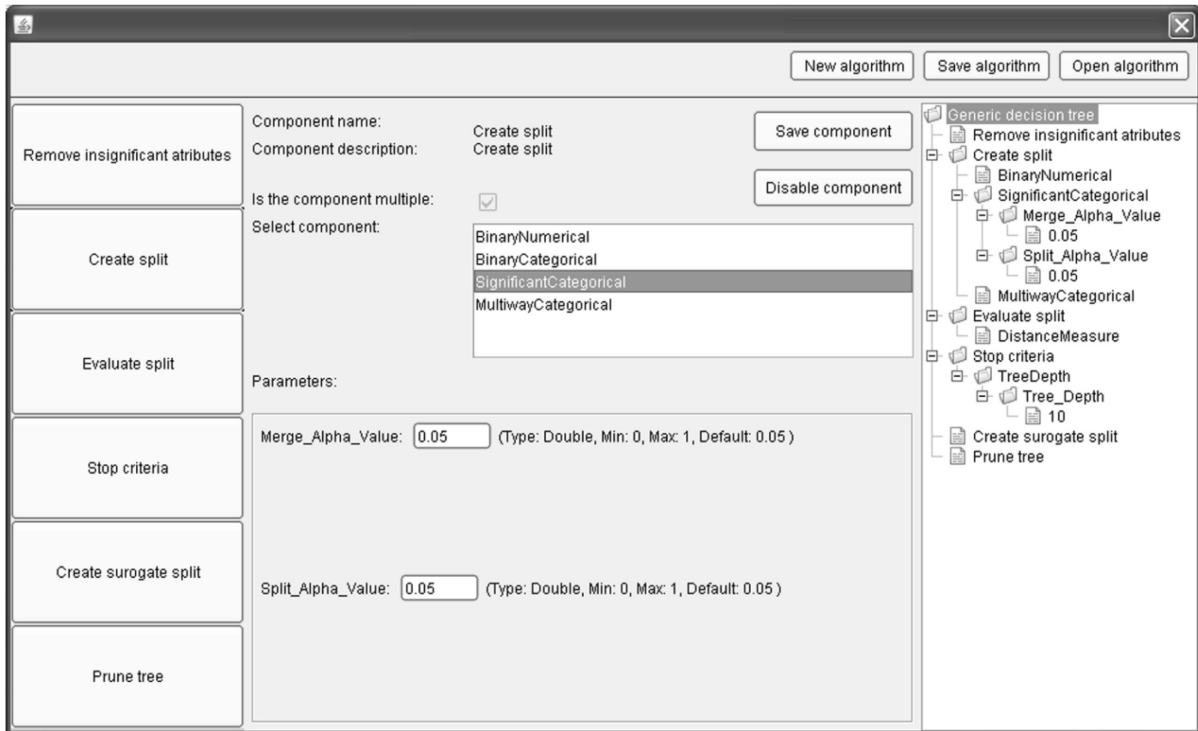 New algorithm
Save algorithm
Open algorithm
Remove insignificant atributes
Create split
Evaluate split
Stop criteria
Create surogate split
Prune tree
Component name:
Create split
Component description:
Create split
Save component
Disable component
Is the component multiple:
Select component:
BinaryNumerical
BinaryCategorical
SignificantCategorical
MultiwayCategorical
Parameters:
Merge_Alpha_Value: 0.05 (Type: Double, Min: 0, Max: 1, Default: 0.05 )
Split_Alpha_Value: 0.05 (Type: Double, Min: 0, Max: 1, Default: 0.05 )
Generic decision tree
Remove insignificant atributes
Create split
BinaryNumerical
SignificantCategorical
Merge_Alpha_Value
0.05
Split_Alpha_Value
0.05
MultiwayCategorical
Evaluate split
DistanceMeasure
Stop criteria
TreeDepth
Tree_Depth
10
Create surogate split
Prune tree